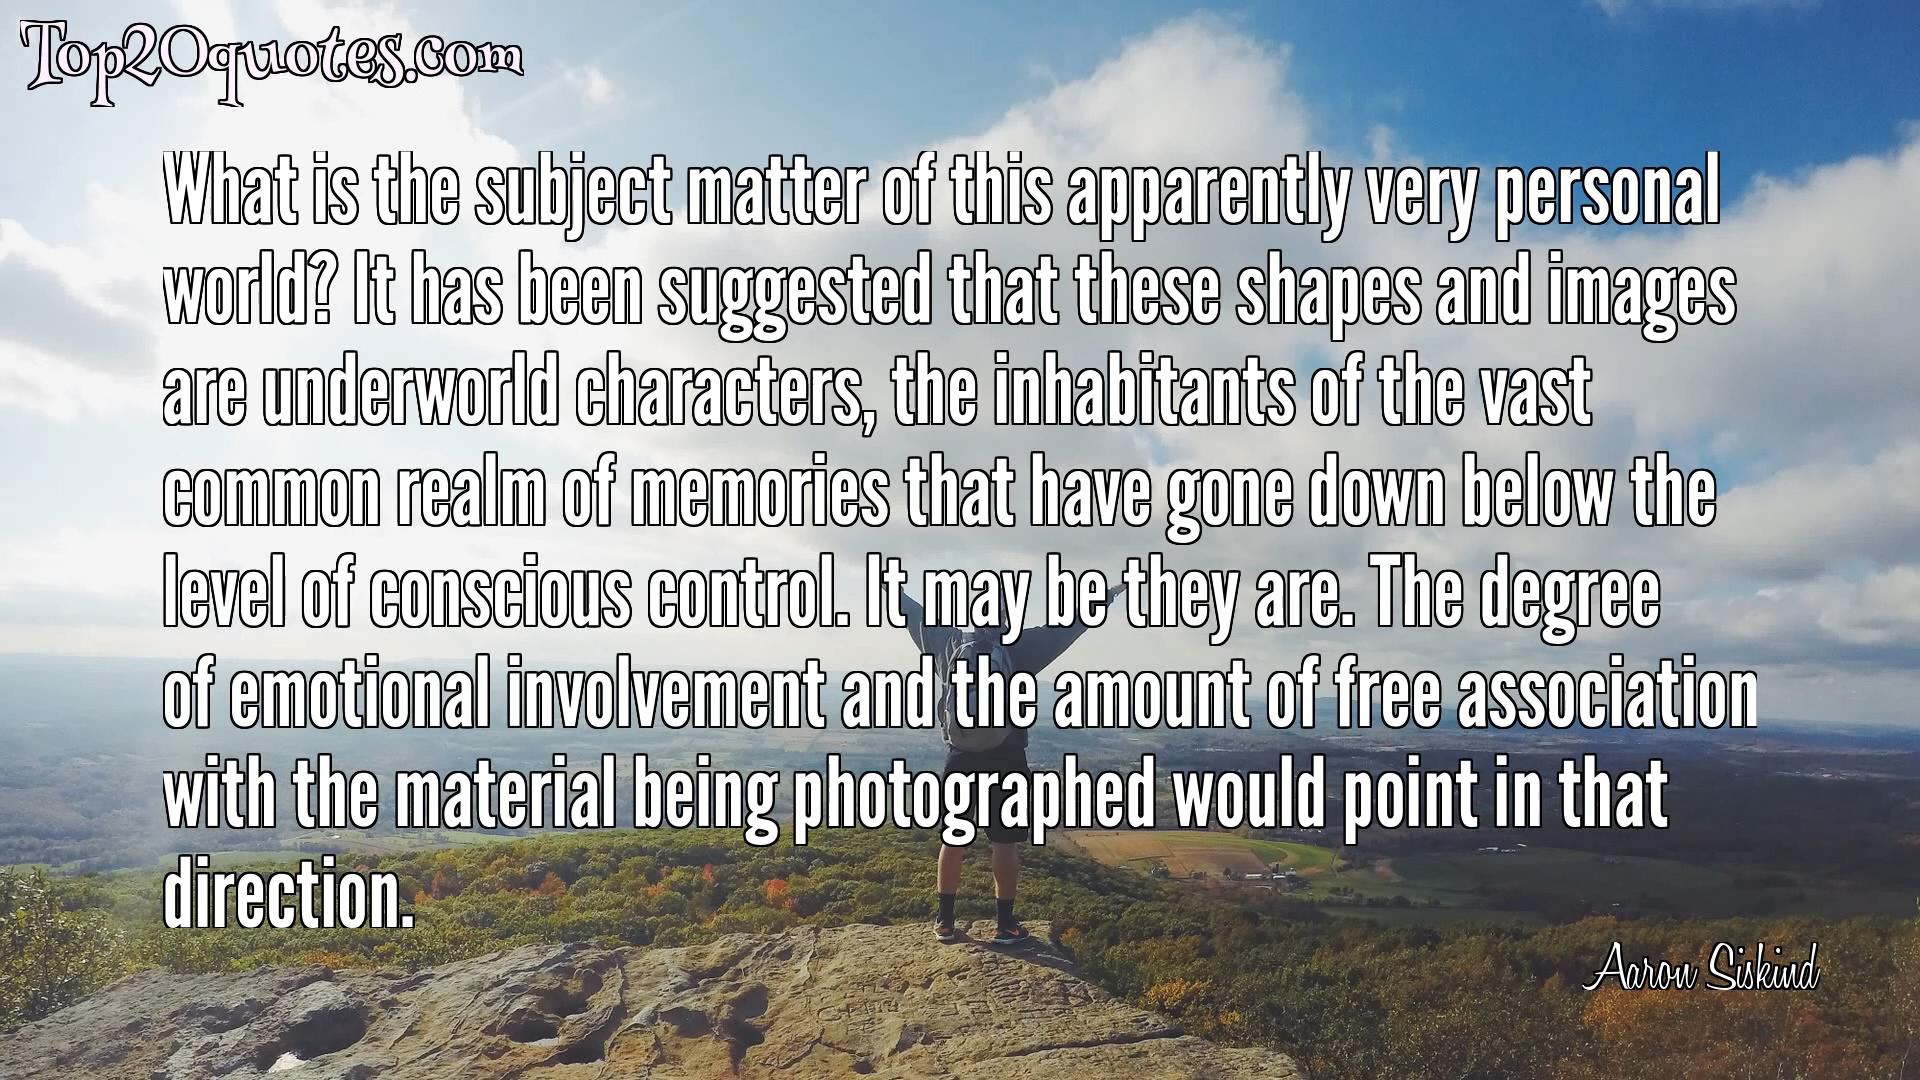 Top20quotes.com
What is the subject matter of this apparently very personal
world? It has been suggested that these shapes and images
are underworld characters, the inhabitants of the vast
common realm of memories that have gone down below the
level of conscious control. It may be they are. The degree
of emotional involvement and the amount of free association
with the material being photographed would point in that
direction.
Aaron Siskind